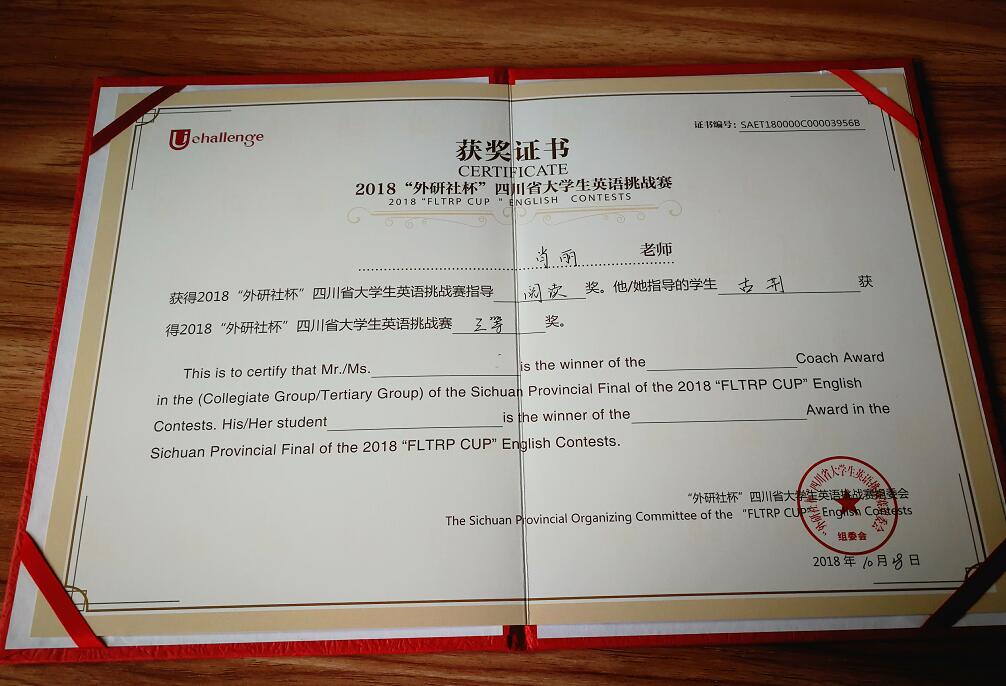 Uchallenge
证书编号：SAET180000C00003956B
获奖证书
CERTIFICATE
2018“外研社杯”四川省大学生英语挑战赛
2018 "FLTRP CUP " ENGLISH CONTESTS
肖丽 老师
获得2018“外研社杯”四川省大学生英语挑战赛指导 阅读 奖。他/她指导的学生 古利 获
得2018“外研社杯”四川省大学生英语挑战赛 三等 奖。
This is to certify that Mr./Ms. is the winner of the Coach Award
in the (Collegiate Group/Tertiary Group) of the Sichuan Provincial Final of the 2018 “FLTRP CUP” English
Contests. His/Her student is the winner of the Award in the
Sichuan Provincial Final of the 2018 “FLTRP CUP” English Contests.
“外研社杯”四川省大学生英语挑战赛组委会
The Sichuan Provincial Organizing Committee of the “FLTRP CUP” English Contests
组委会
2018 年 10 月 28 日